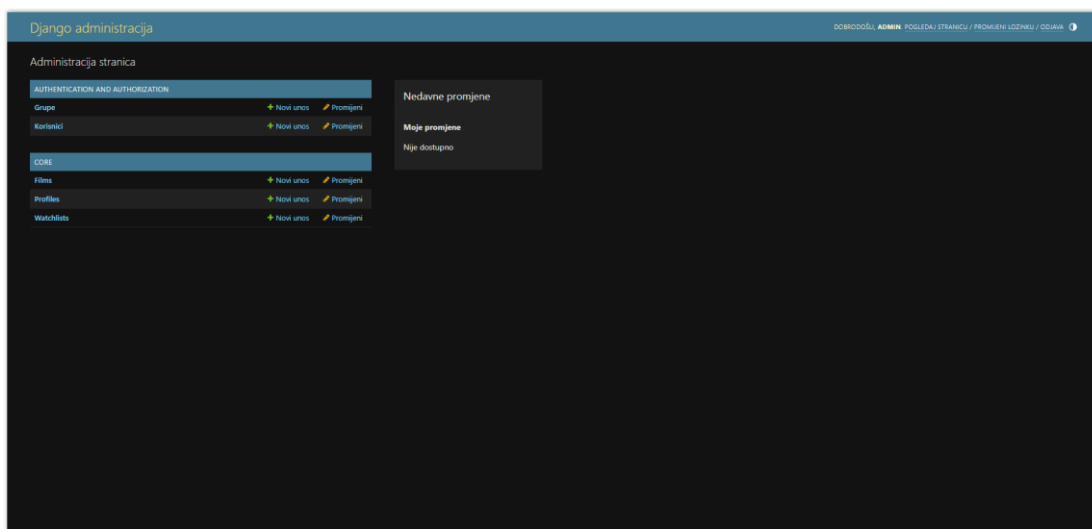 Django administracija
DOBRODOŠLI, ADMIN. POGLEDAJ STRANICU / PROMIJENI LOZINKU / ODJAVA
Administracija stranica
AUTHENTICATION AND AUTHORIZATION
Grupe + Novi unos Promijeni
Korisnici + Novi unos Promijeni
CORE
Films + Novi unos Promijeni
Profiles + Novi unos Promijeni
Watchlists + Novi unos Promijeni
Nedavne promjene
Moje promjene
Nije dostupno